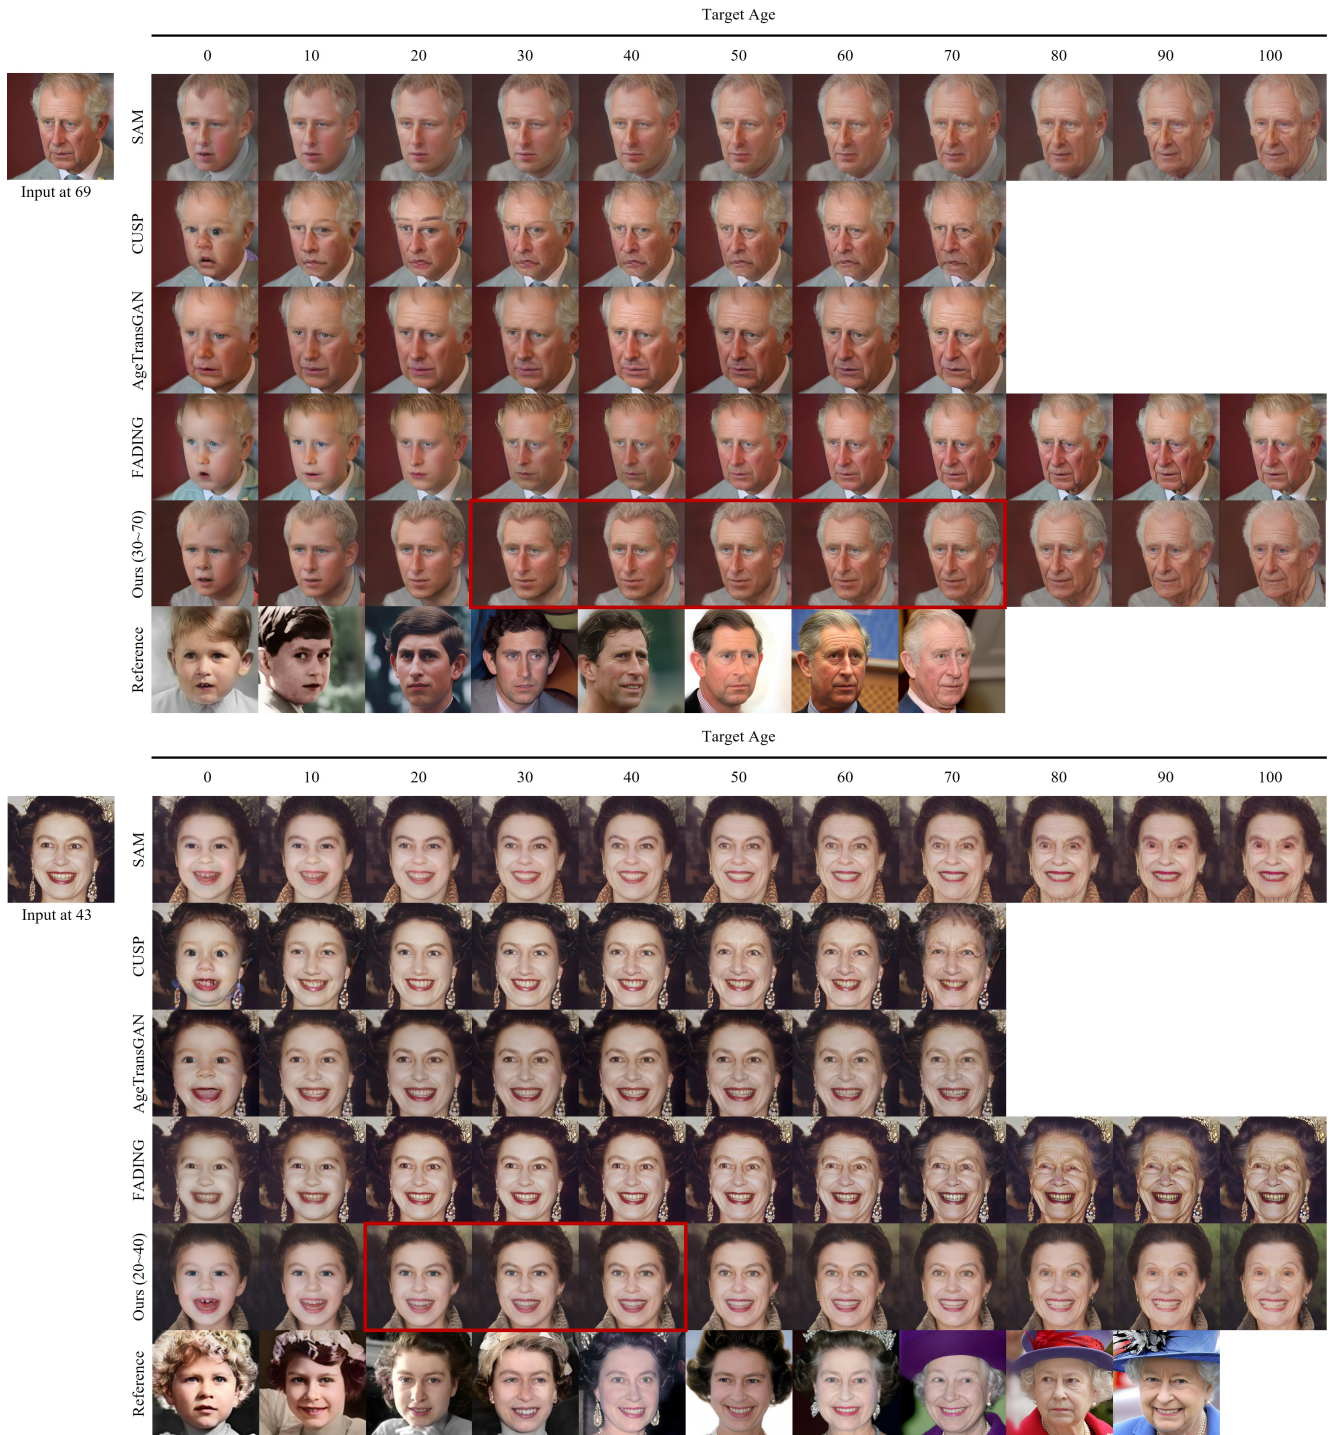 Target Age
0 10 20 30 40 50 60 70 80 90 100
SAM
Input at 69
CUSP
AgeTransGAN
FADING
Ours (30~70)
Reference
Target Age
0 10 20 30 40 50 60 70 80 90 100
SAM
Input at 43
CUSP
AgeTransGAN
FADING
Ours (20~40)
Reference